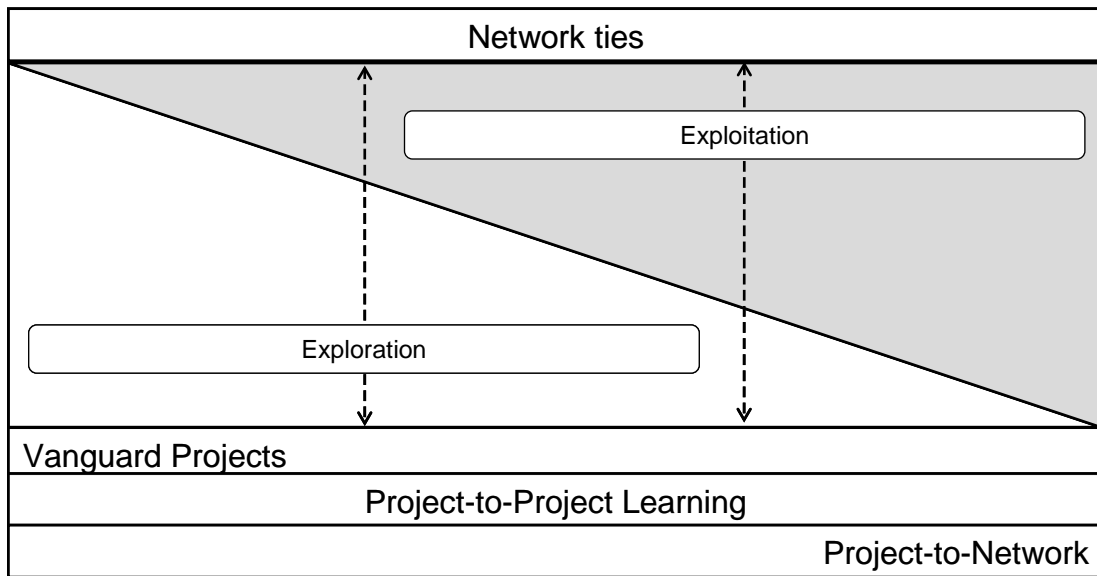 Network ties
Exploitation
Exploration
Vanguard Projects
Project-to-Project Learning
Project-to-Network